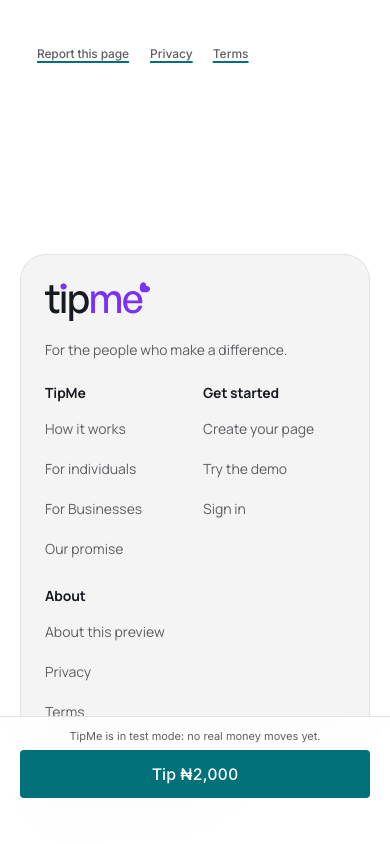 Report this page Privacy Terms
tipme
For the people who make a difference.
TipMe Get started
How it works Create your page
For individuals Try the demo
For Businesses Sign in
Our promise
About
About this preview
Privacy
Terms
TipMe is in test mode: no real money moves yet.
Tip ₦2,000